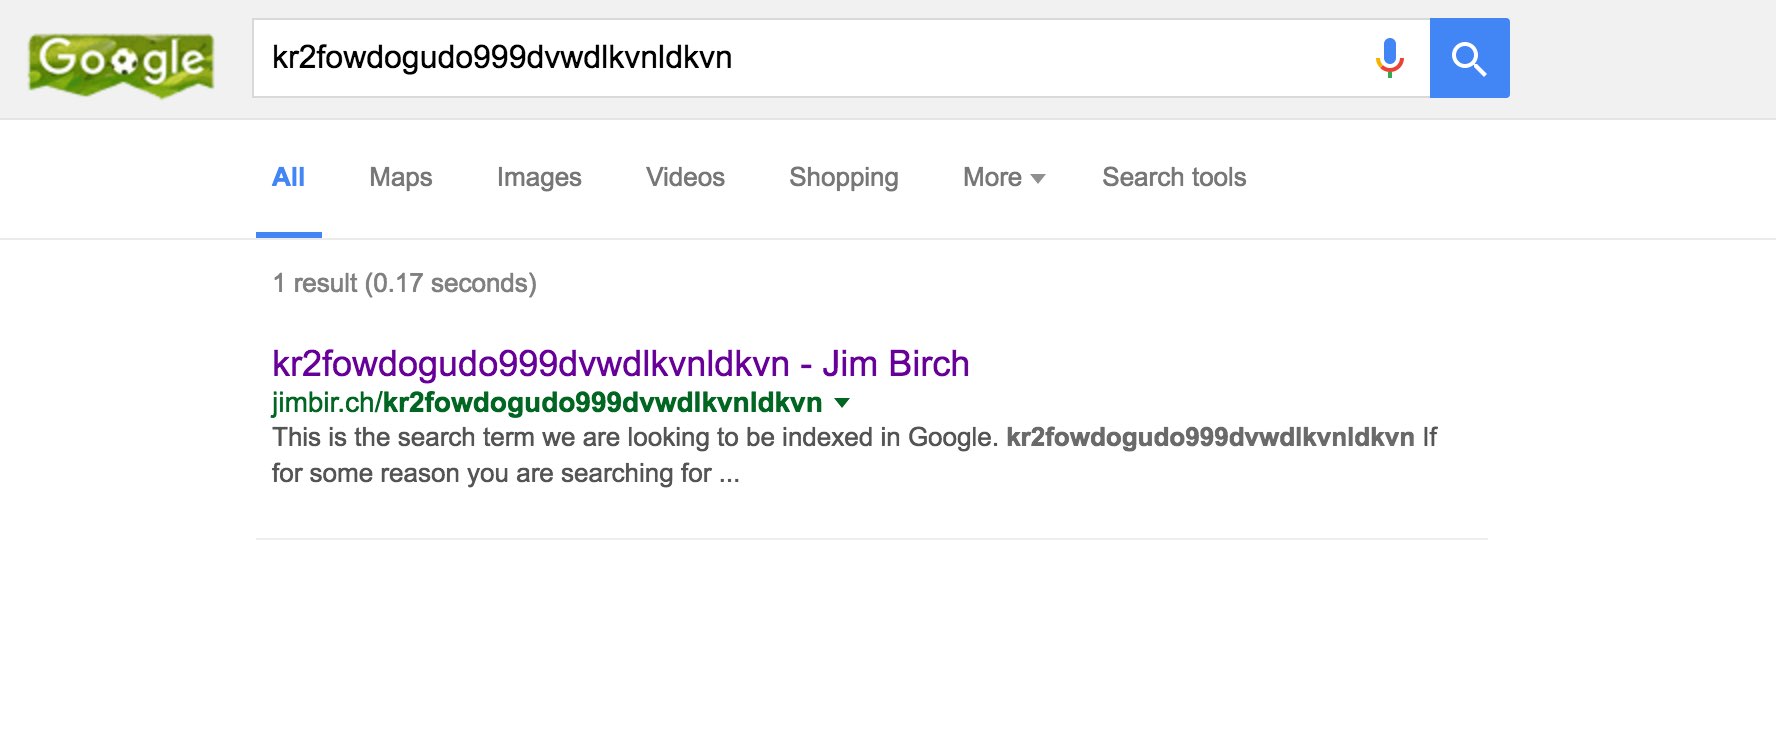 Google
kr2fowdogudo999dvwdlkvnldkvn
All Maps Images Videos Shopping More Search tools
1 result (0.17 seconds)
kr2fowdogudo999dvwdlkvnldkvn - Jim Birch
jimbir.ch/kr2fowdogudo999dvwdlkvnldkvn
This is the search term we are looking to be indexed in Google. kr2fowdogudo999dvwdlkvnldkvn If
for some reason you are searching for ...